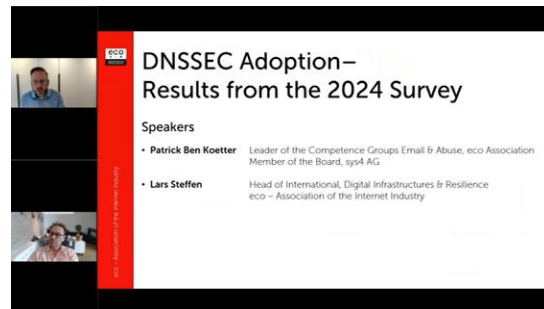 eco
DNSSEC Adoption–
Results from the 2024 Survey
Speakers
• Patrick Ben Koetter Leader of the Competence Groups Email & Abuse, eco Association
Member of the Board, sys4 AG
• Lars Steffen Head of International, Digital Infrastructures & Resilience
eco – Association of the Internet Industry
eco – Association of the Internet Industry